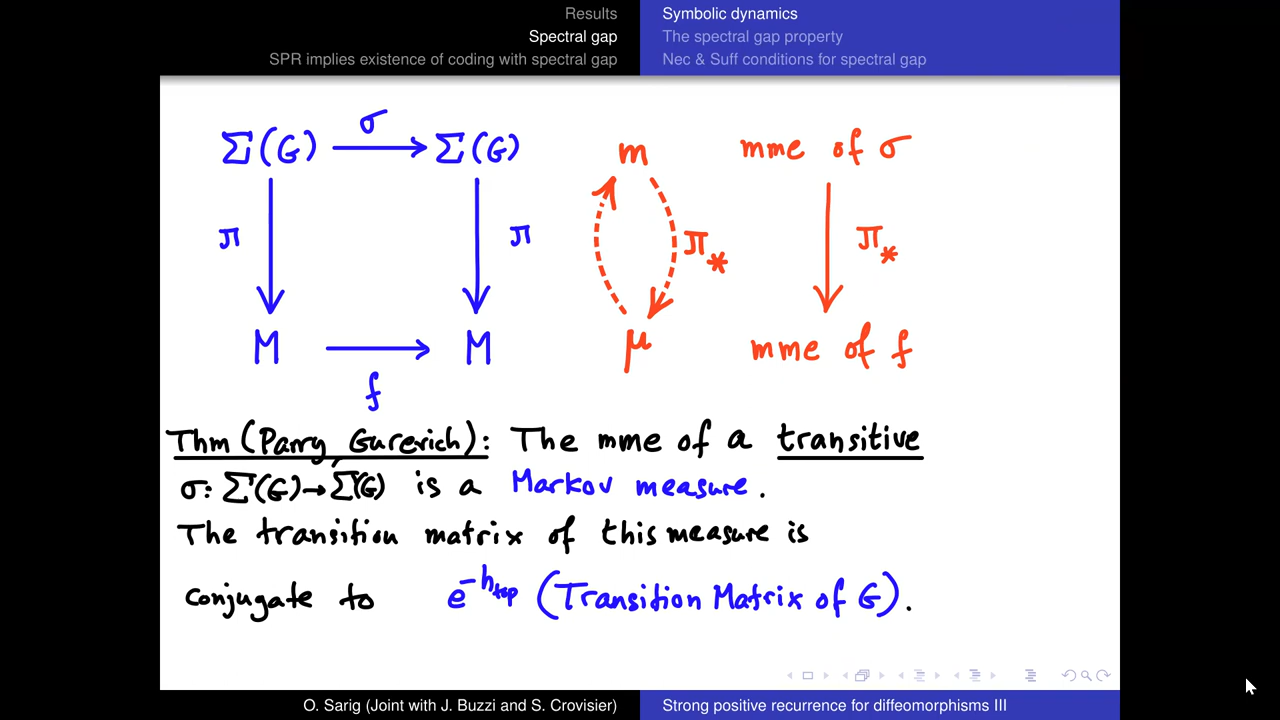 Results
Spectral gap
SPR implies existence of coding with spectral gap
Symbolic dynamics
The spectral gap property
Nec & Suff conditions for spectral gap
Σ(G) σ Σ(G) m mme of σ
π π π* π*
M M μ mme of f
f
Thm (Parry, Gurevich): The mme of a transitive
σ: Σ(G)→Σ(G) is a Markov measure.
The transition matrix of this measure is
conjugate to e^{-h_top} (Transition Matrix of G).
O. Sarig (Joint with J. Buzzi and S. Crovisier)
Strong positive recurrence for diffeomorphisms III